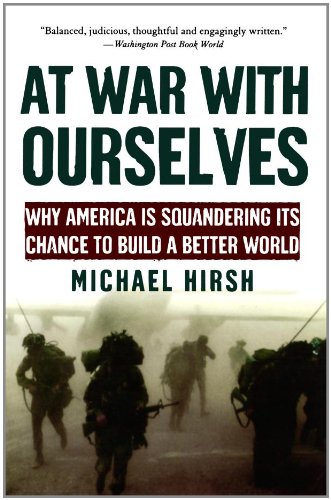 "Balanced, judicious, thoughtful and engagingly written."
—Washington Post Book World
AT WAR WITH
OURSELVES
WHY AMERICA IS SQUANDERING ITS
CHANCE TO BUILD A BETTER WORLD
MICHAEL HIRSH